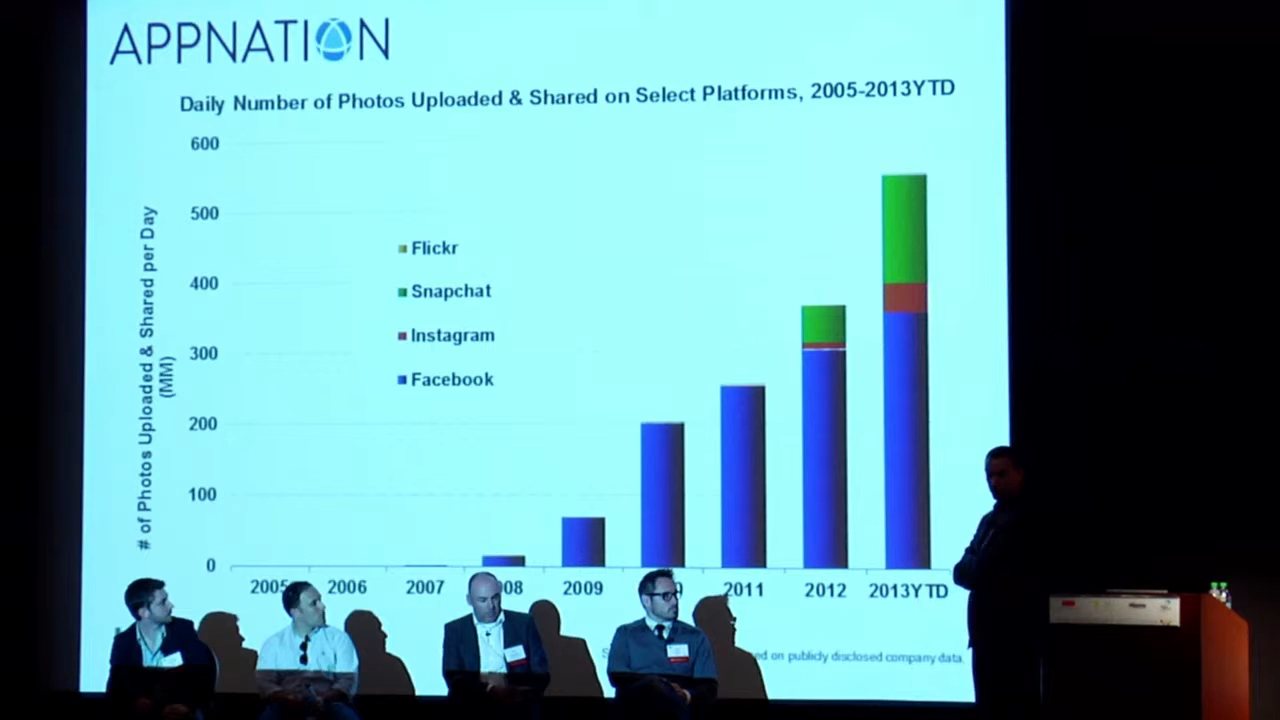 APPNATION
Daily Number of Photos Uploaded & Shared on Select Platforms, 2005-2013YTD
# of Photos Uploaded & Shared per Day
(MM)
600
500
400
300
200
100
0
Flickr
Snapchat
Instagram
Facebook
2005 2006 2007 08 2009 0 2011 2012 2013YTD
ed on publicly disclosed company data.